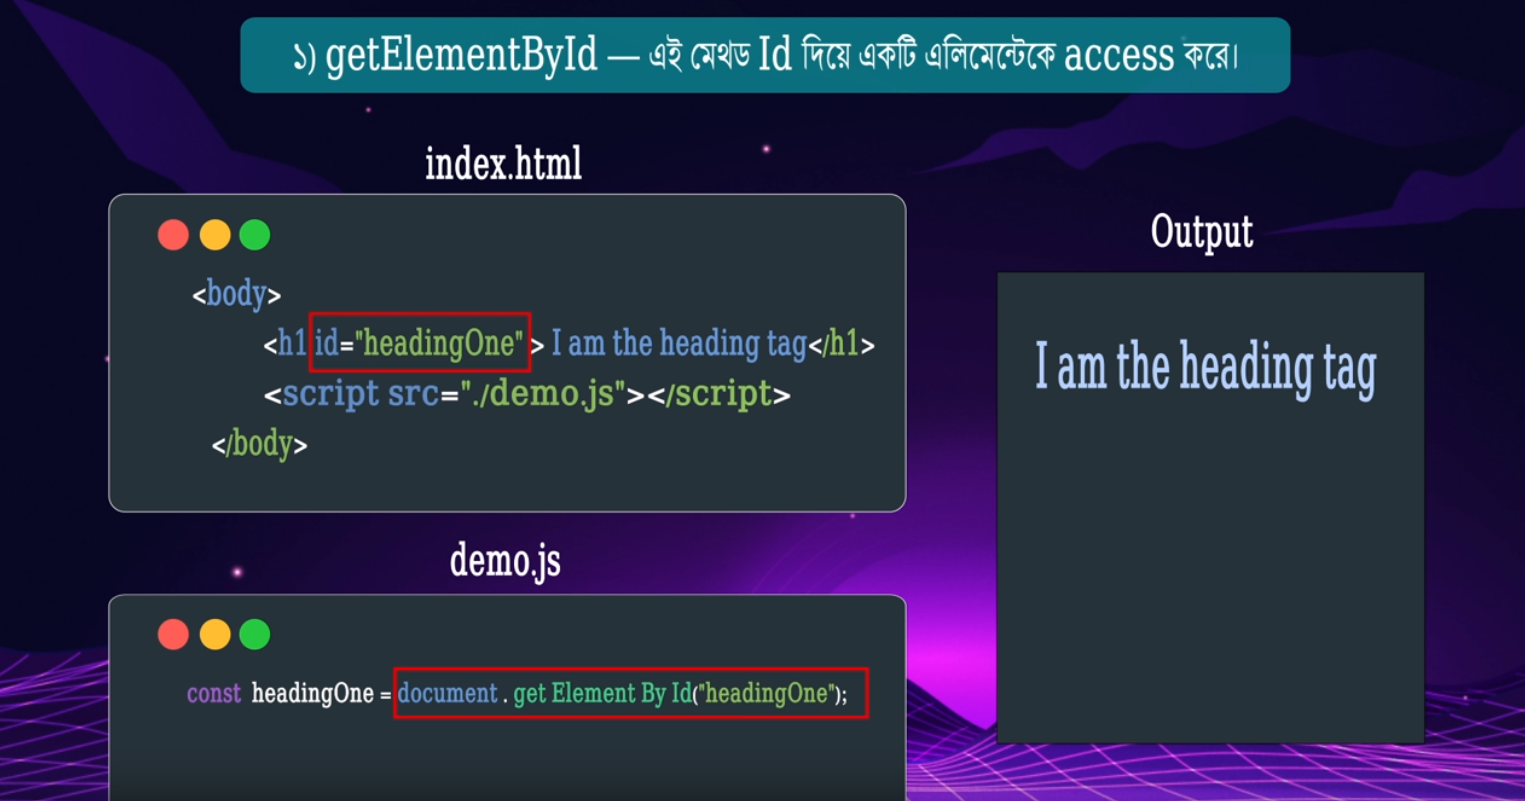 ১) getElementById — এই মেথড Id দিয়ে একটি এলিমেন্টেকে access করে।
index.html
<body>
<h1 id="headingOne" > I am the heading tag</h1>
<script src="./demo.js"></script>
</body>
Output
I am the heading tag
demo.js
const headingOne = document . get Element By Id("headingOne");